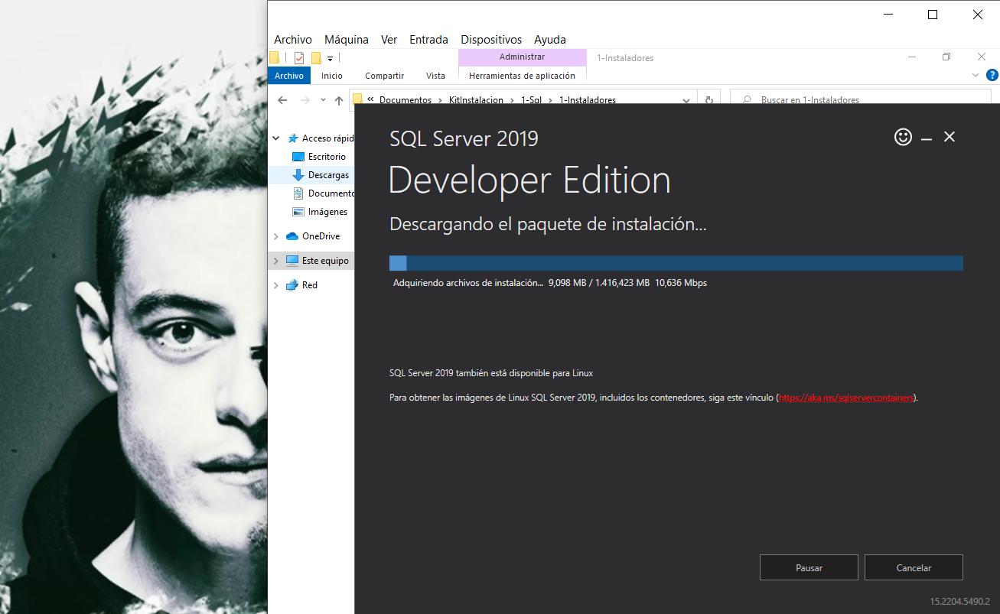 Archivo Máquina Ver Entrada Dispositivos Ayuda
Administrar 1-Instaladores
Archivo Inicio Compartir Vista Herramientas de aplicación
« Documentos > KitInstalacion > 1-Sql > 1-Instaladores
Buscar en 1-Instaladores
Acceso rápid
Escritorio
Descargas
Documento
Imágenes
OneDrive
Este equipo
Red
SQL Server 2019
Developer Edition
Descargando el paquete de instalación...
Adquiriendo archivos de instalación... 9,098 MB / 1.416,423 MB 10,636 Mbps
SQL Server 2019 también está disponible para Linux
Para obtener las imágenes de Linux SQL Server 2019, incluidos los contenedores, siga este vínculo (https://aka.ms/sqlservercontainers).
Pausar Cancelar
15.2204.5490.2